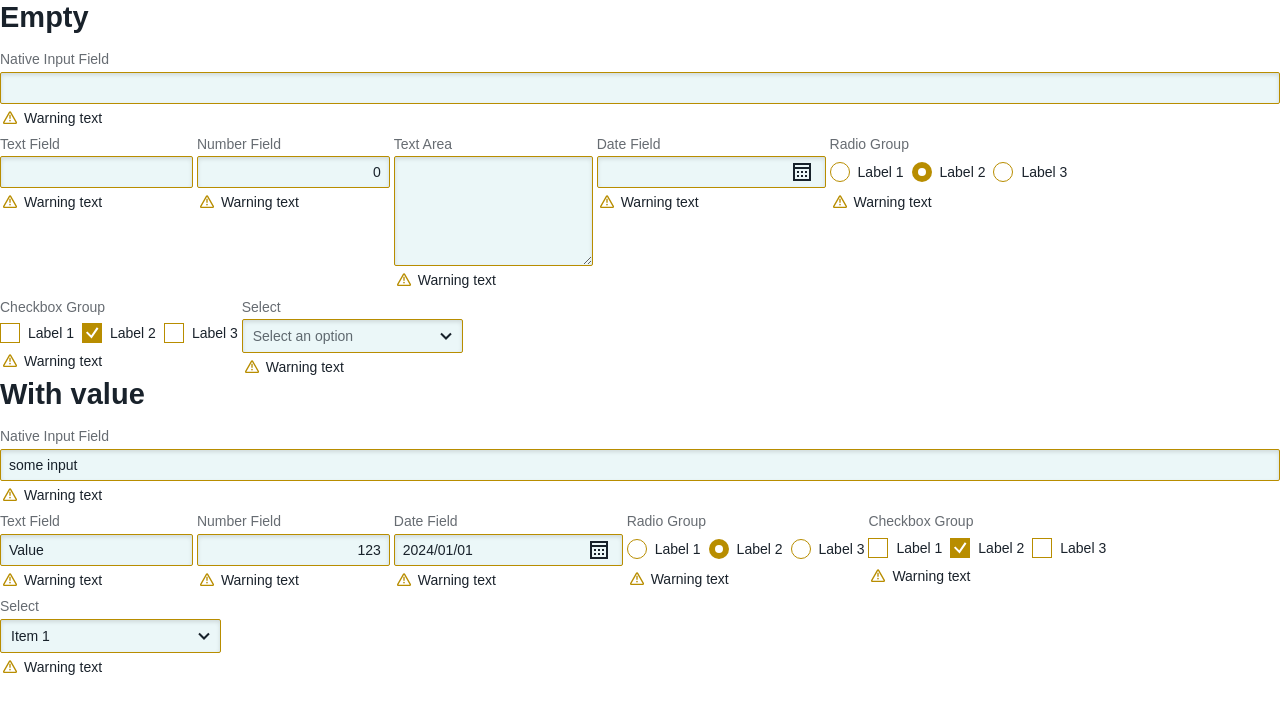 Empty
Native Input Field
Warning text
Text Field Number Field Text Area Date Field Radio Group
0 Label 1 Label 2 Label 3
Warning text Warning text Warning text Warning text
Warning text
Checkbox Group Select
Label 1 Label 2 Label 3 Select an option
Warning text Warning text
With value
Native Input Field
some input
Warning text
Text Field Number Field Date Field Radio Group Checkbox Group
Value 123 2024/01/01 Label 1 Label 2 Label 3 Label 1 Label 2 Label 3
Warning text Warning text Warning text Warning text Warning text
Select
Item 1
Warning text